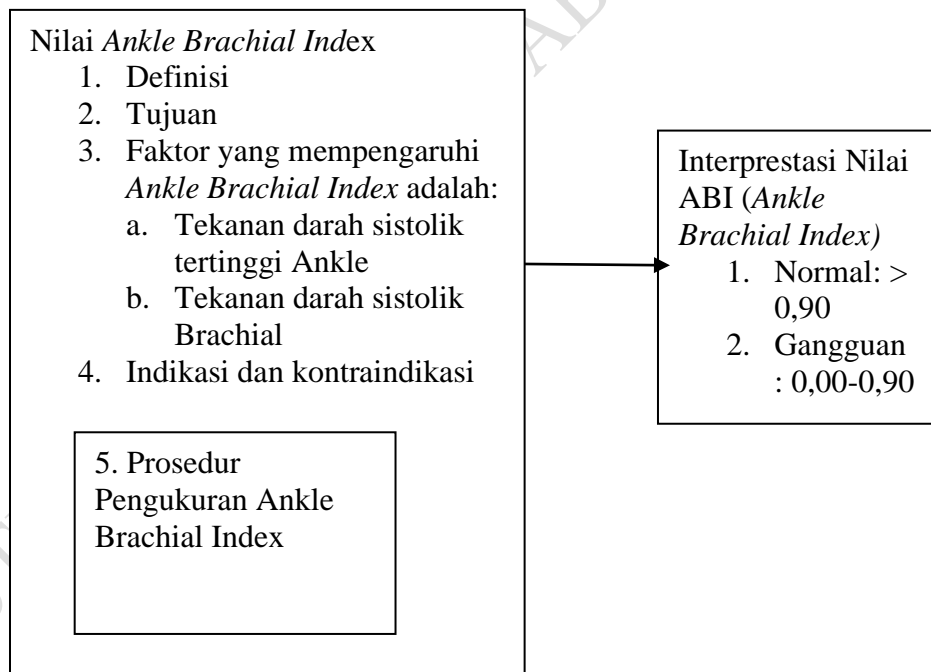 Nilai Ankle Brachial Index
1. Definisi
2. Tujuan
3. Faktor yang mempengaruhi
Ankle Brachial Index adalah:
a. Tekanan darah sistolik
tertinggi Ankle
b. Tekanan darah sistolik
Brachial
4. Indikasi dan kontraindikasi
5. Prosedur
Pengukuran Ankle
Brachial Index
Interprestasi Nilai
ABI (Ankle
Brachial Index)
1. Normal: >
0,90
2. Gangguan
: 0,00-0,90